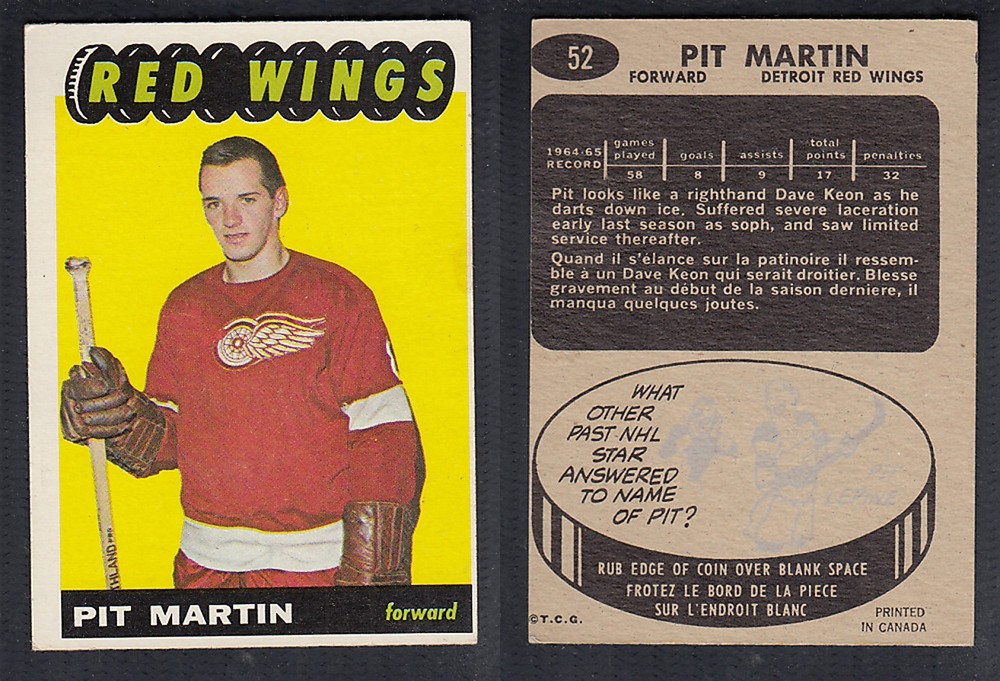 RED WINGS
THLAND PRO
PIT MARTIN
forward
52
PIT MARTIN
FORWARD DETROIT RED WINGS
1964-65 RECORD
games played goals assists total points penalties
58 8 9 17 32
Pit looks like a righthand Dave Keon as he
darts down ice. Suffered severe laceration
early last season as soph, and saw limited
service thereafter.
Quand il s'élance sur la patinoire il ressem-
ble à un Dave Keon qui serait droitier. Blesse
gravement au début de la saison derniere, il
manqua quelques joutes.
WHAT
OTHER
PAST NHL
STAR
ANSWERED
TO NAME
OF PIT?
PIT
LEPINE
RUB EDGE OF COIN OVER BLANK SPACE
FROTEZ LE BORD DE LA PIECE
SUR L'ENDROIT BLANC
©T.C.G.
PRINTED
IN CANADA